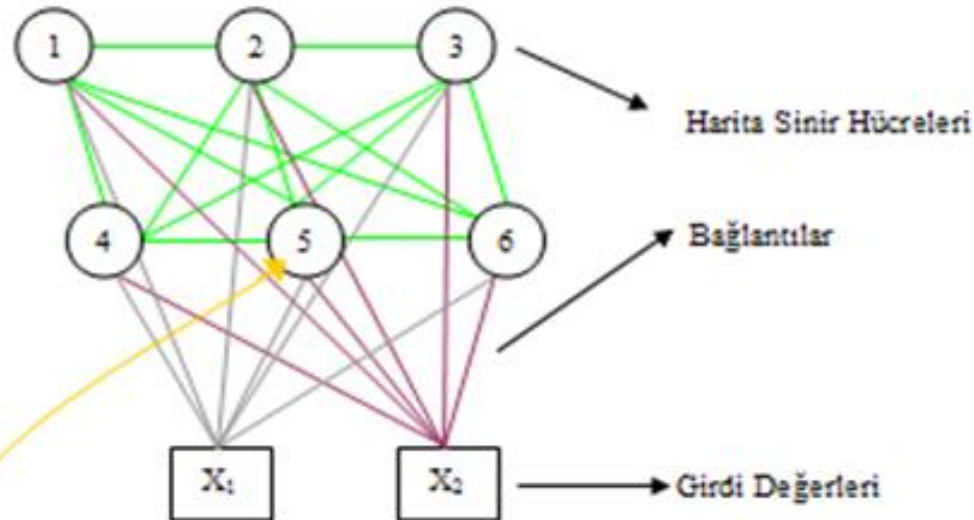 1 2 3
Harita Sinir Hücreleri
4 5 6
Bağlantılar
X₁ X₂
Girdi Değerleri